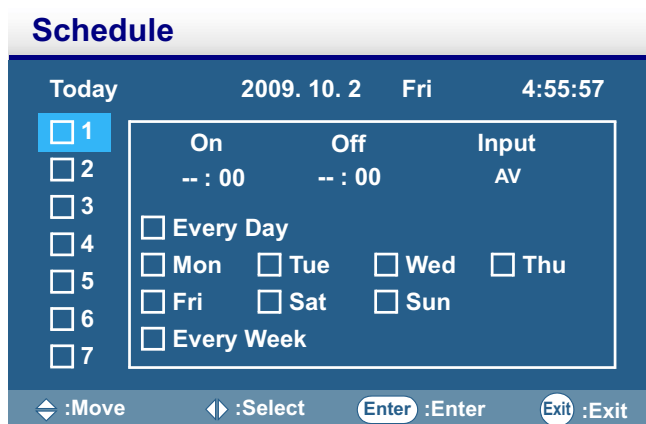 Schedule
Today 2009. 10. 2 Fri 4:55:57
1
2
3
4
5
6
7
On Off Input
-- : 00 -- : 00 AV
Every Day
Mon Tue Wed Thu
Fri Sat Sun
Every Week
:Move :Select Enter :Enter Exit :Exit